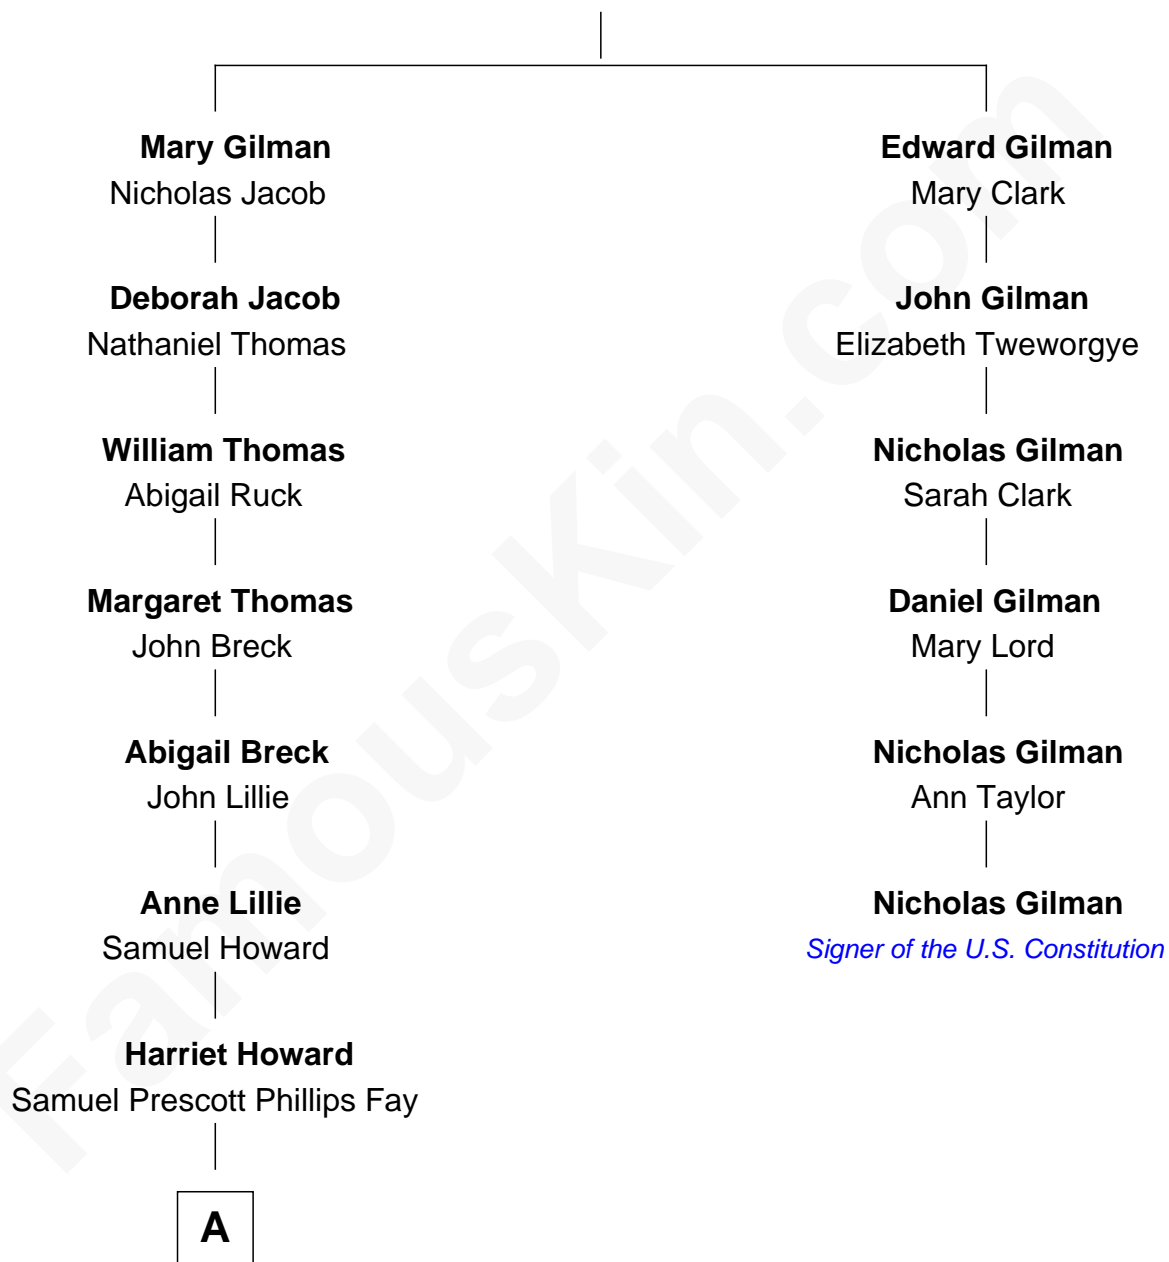 Mary Gilman
Nicholas Jacob
Deborah Jacob
Nathaniel Thomas
William Thomas
Abigail Ruck
Margaret Thomas
John Breck
Abigail Breck
John Lillie
Anne Lillie
Samuel Howard
Harriet Howard
Samuel Prescott Phillips Fay
A
Edward Gilman
Mary Clark
John Gilman
Elizabeth Tweworgye
Nicholas Gilman
Sarah Clark
Daniel Gilman
Mary Lord
Nicholas Gilman
Ann Taylor
Nicholas Gilman
Signer of the U.S. Constitution
FamousKin.com